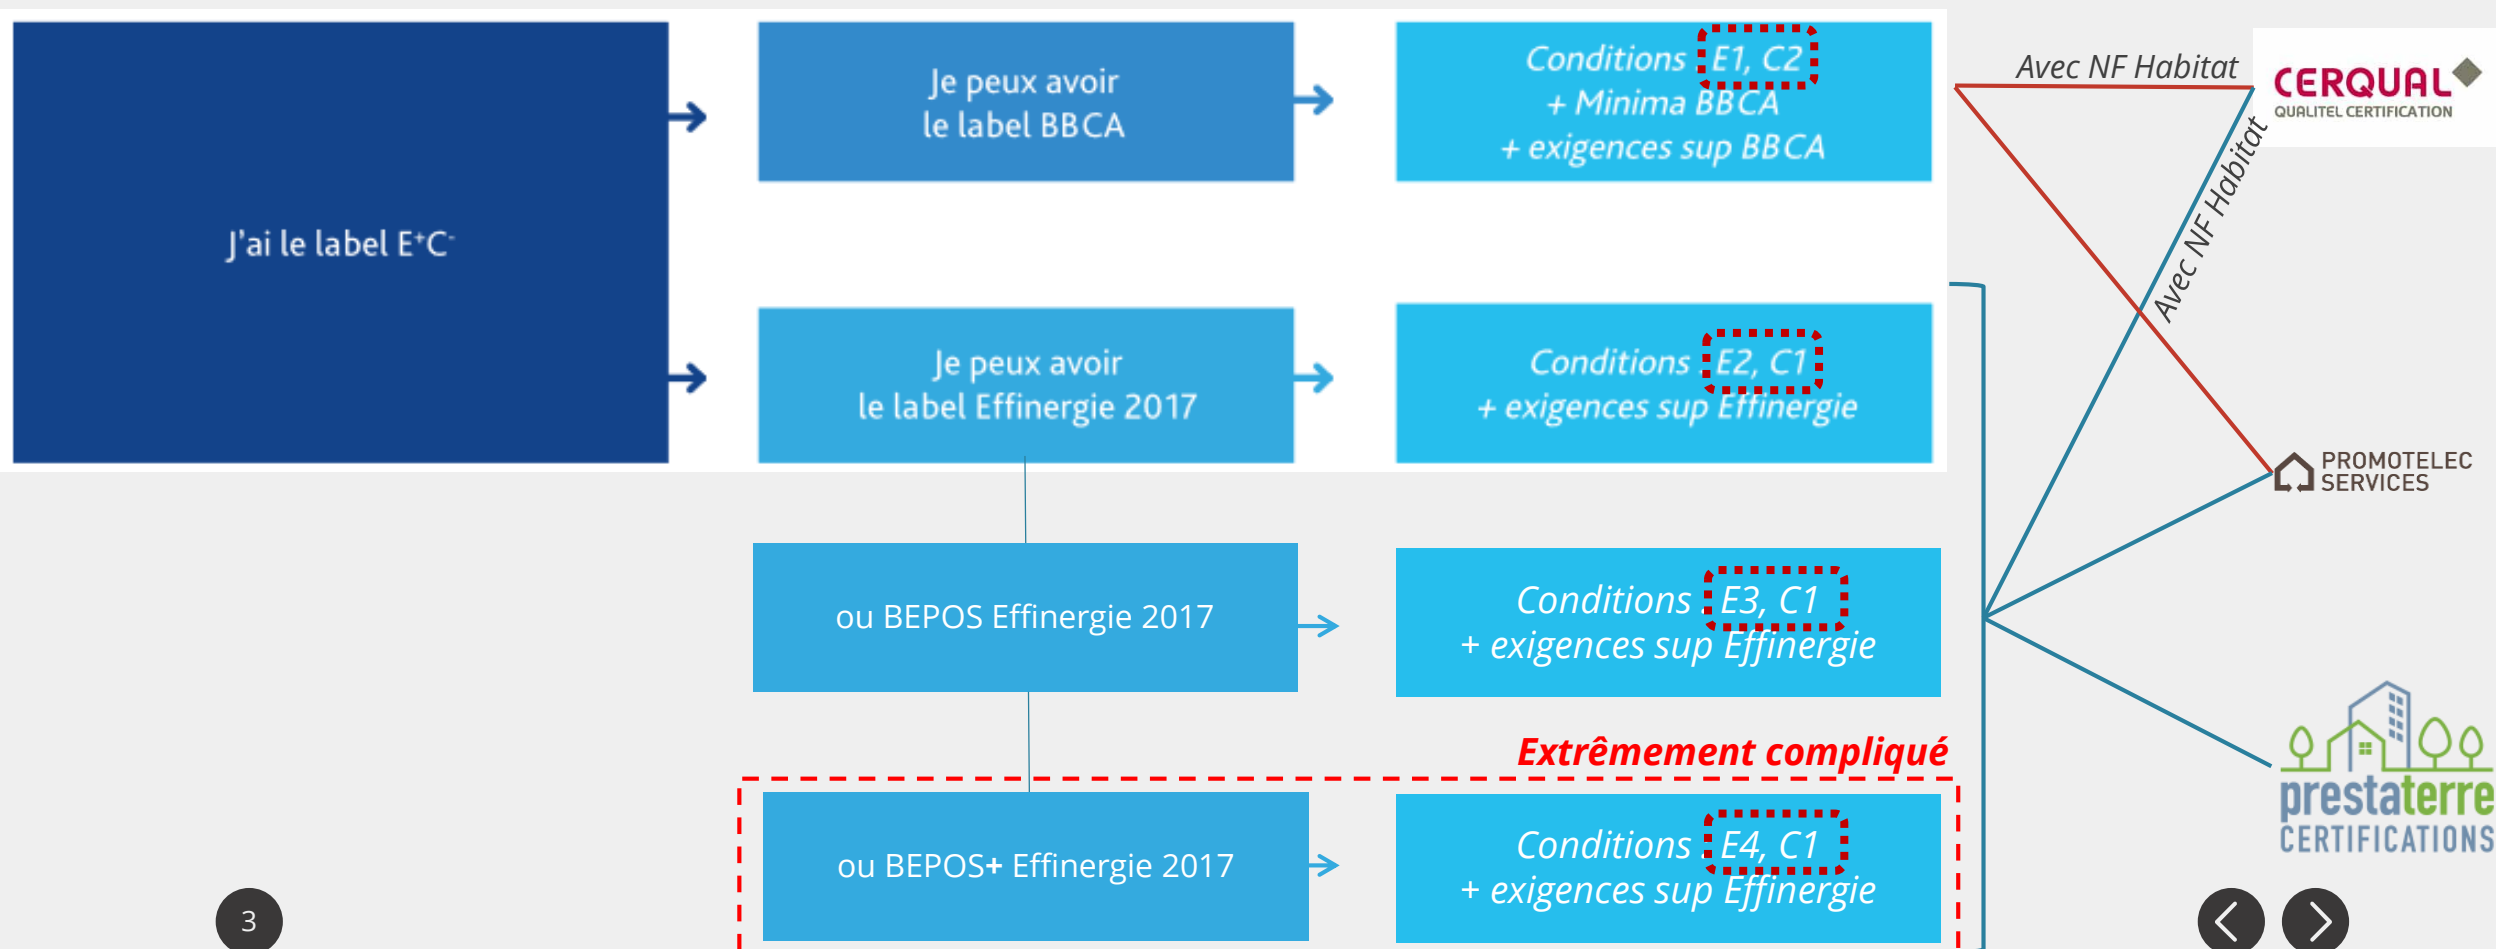 J'ai le label E⁺C⁻
Je peux avoir
le label BBCA
Conditions : E1, C2
+ Minima BBCA
+ exigences sup BBCA
Je peux avoir
le label Effinergie 2017
Conditions : E2, C1
+ exigences sup Effinergie
ou BEPOS Effinergie 2017
Conditions : E3, C1
+ exigences sup Effinergie
Extrêmement compliqué
ou BEPOS+ Effinergie 2017
Conditions : E4, C1
+ exigences sup Effinergie
Avec NF Habitat
Avec NF Habitat
CERQUAL
QUALITEL CERTIFICATION
PROMOTELEC
SERVICES
prestaterre
CERTIFICATIONS
3